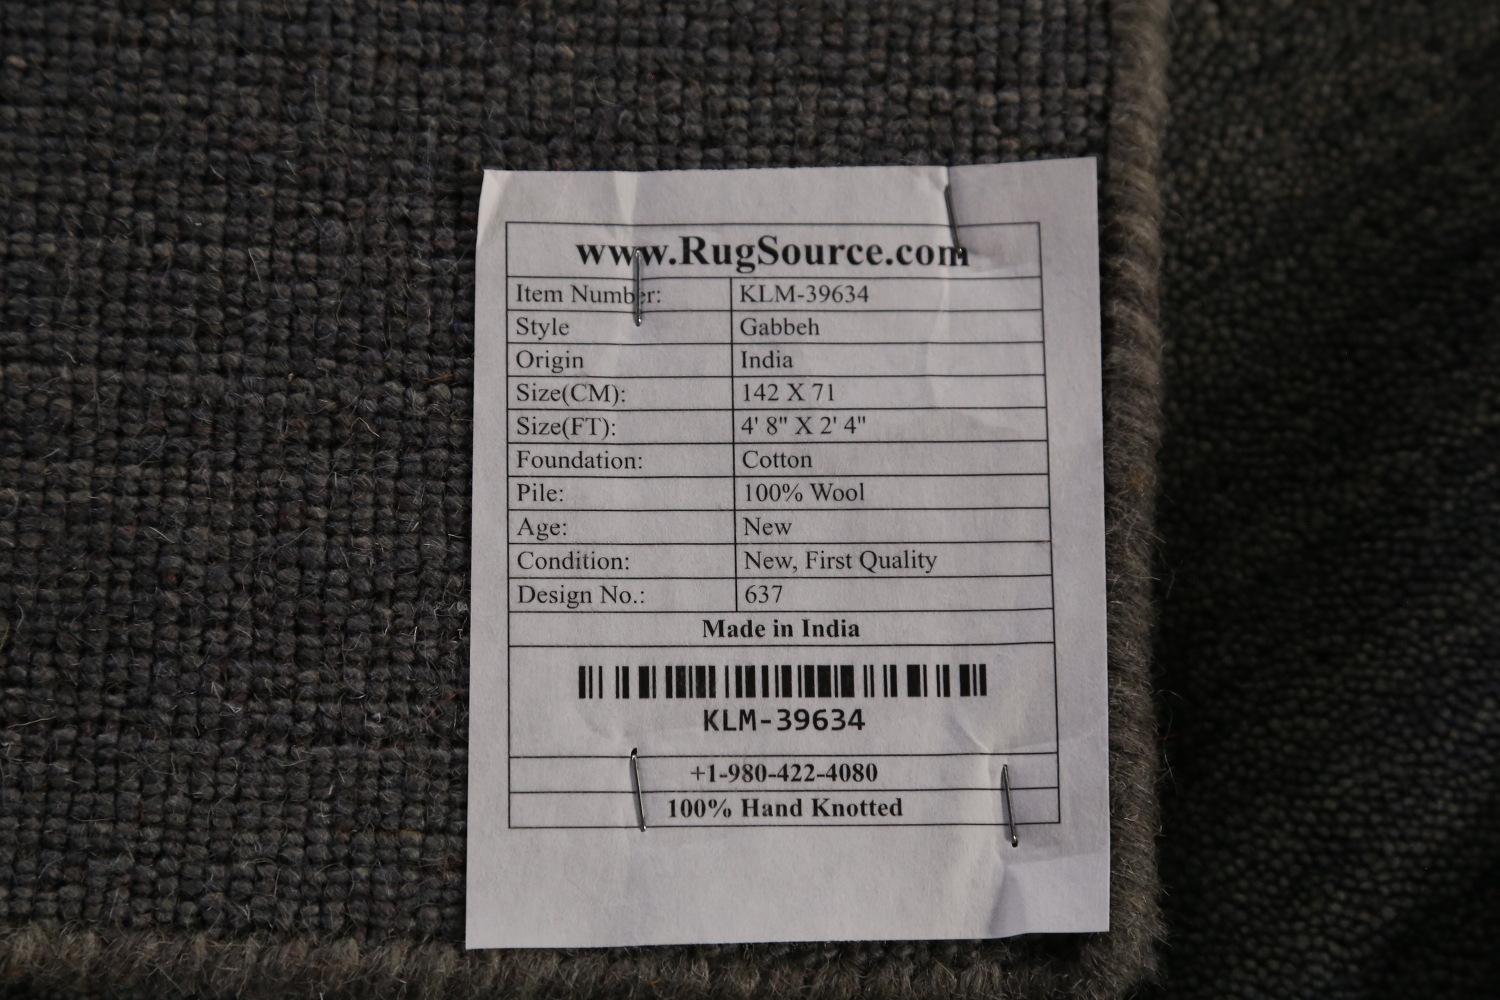 www.RugSource.com
Item Number: KLM-39634
Style Gabbeh
Origin India
Size(CM): 142 X 71
Size(FT): 4' 8" X 2' 4"
Foundation: Cotton
Pile: 100% Wool
Age: New
Condition: New, First Quality
Design No.: 637
Made in India
KLM-39634
+1-980-422-4080
100% Hand Knotted